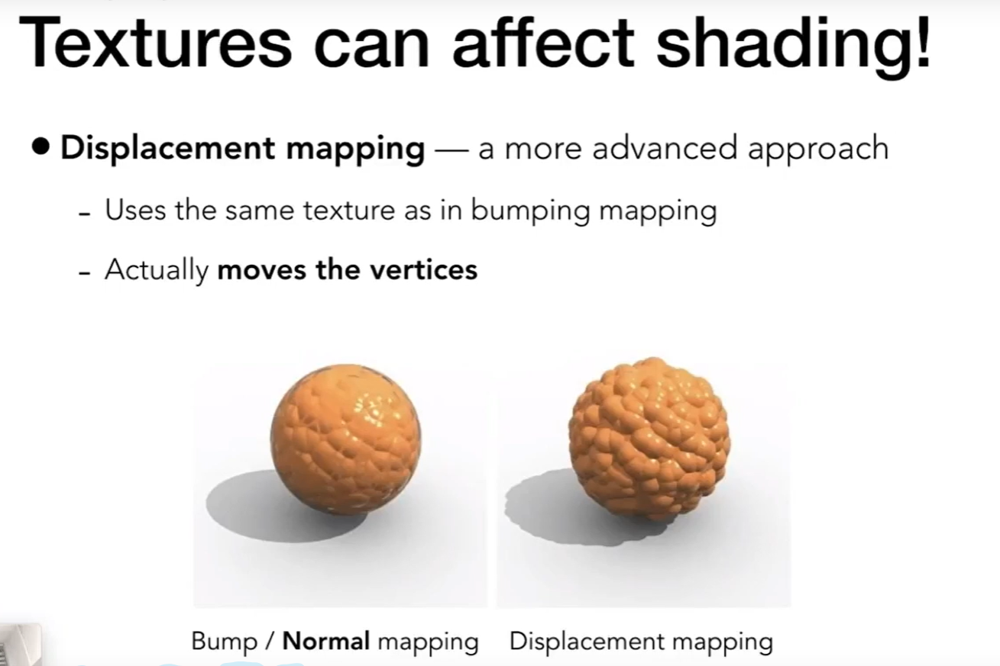 Textures can affect shading!
● Displacement mapping — a more advanced approach
- Uses the same texture as in bumping mapping
- Actually moves the vertices
Bump / Normal mapping
Displacement mapping